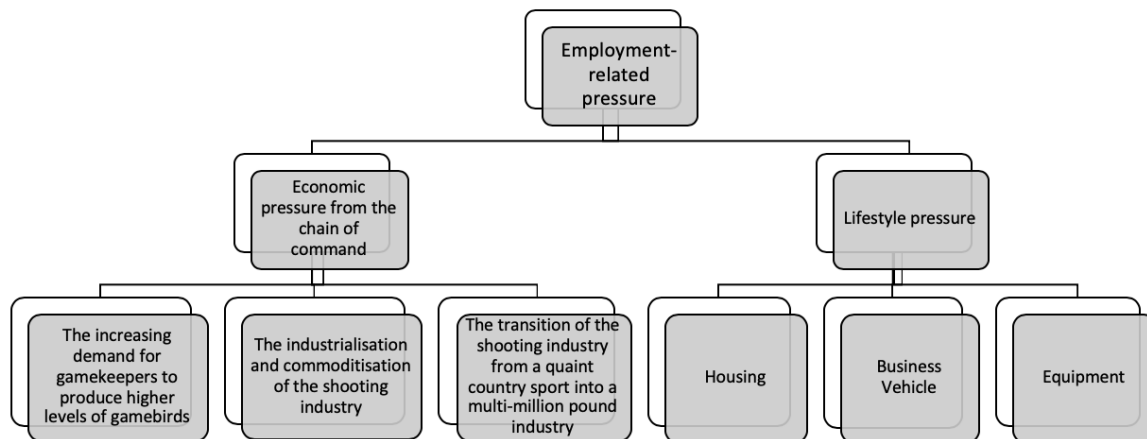 Employment-
related
pressure
Economic
pressure from the
chain of
command
Lifestyle pressure
The increasing
demand for
gamekeepers to
produce higher
levels of gamebirds
The industrialisation
and commoditisation
of the shooting
industry
The transition of the
shooting industry
from a quaint
country sport into a
multi-million pound
industry
Housing
Business
Vehicle
Equipment